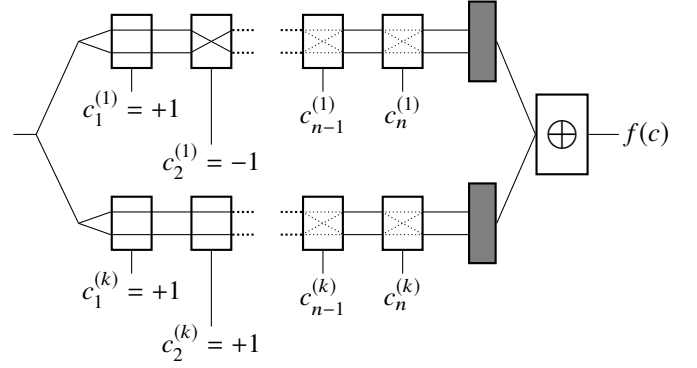 c_1^{(1)} = +1
c_2^{(1)} = −1
c_{n−1}^{(1)}
c_n^{(1)}
⊕
f(c)
c_1^{(k)} = +1
c_2^{(k)} = +1
c_{n−1}^{(k)}
c_n^{(k)}